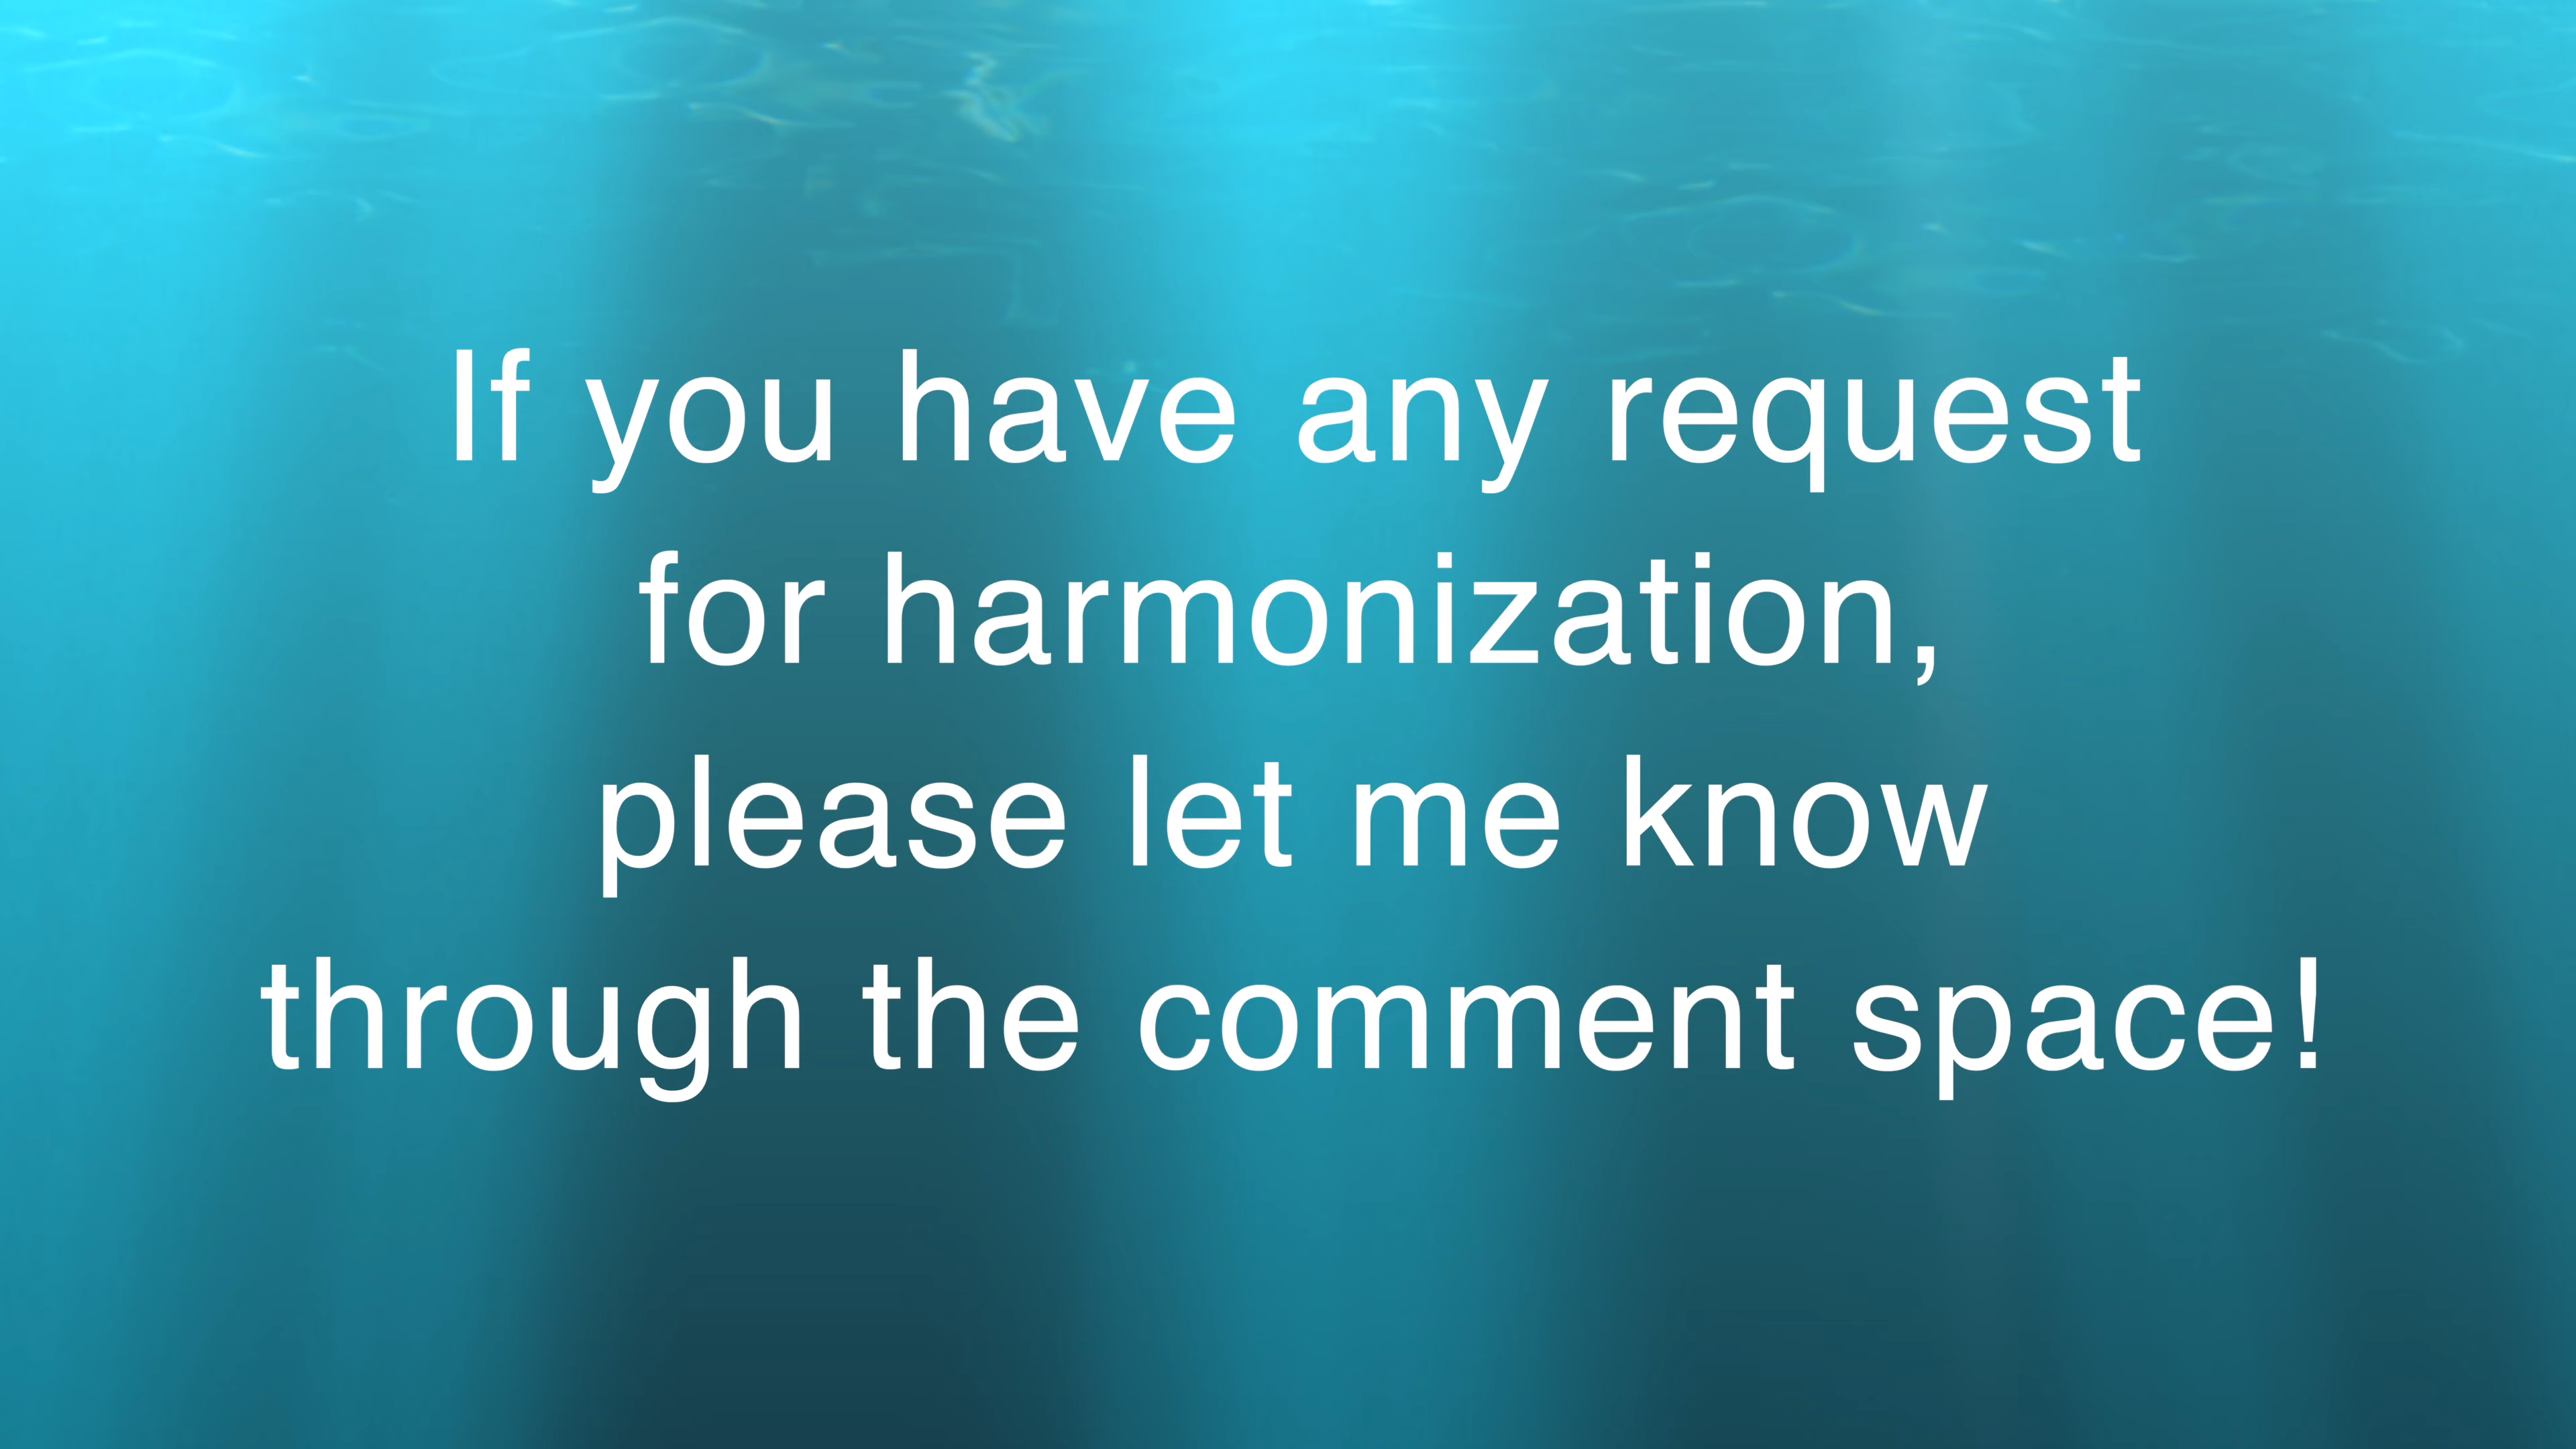 If you have any request
for harmonization,
please let me know
through the comment space!